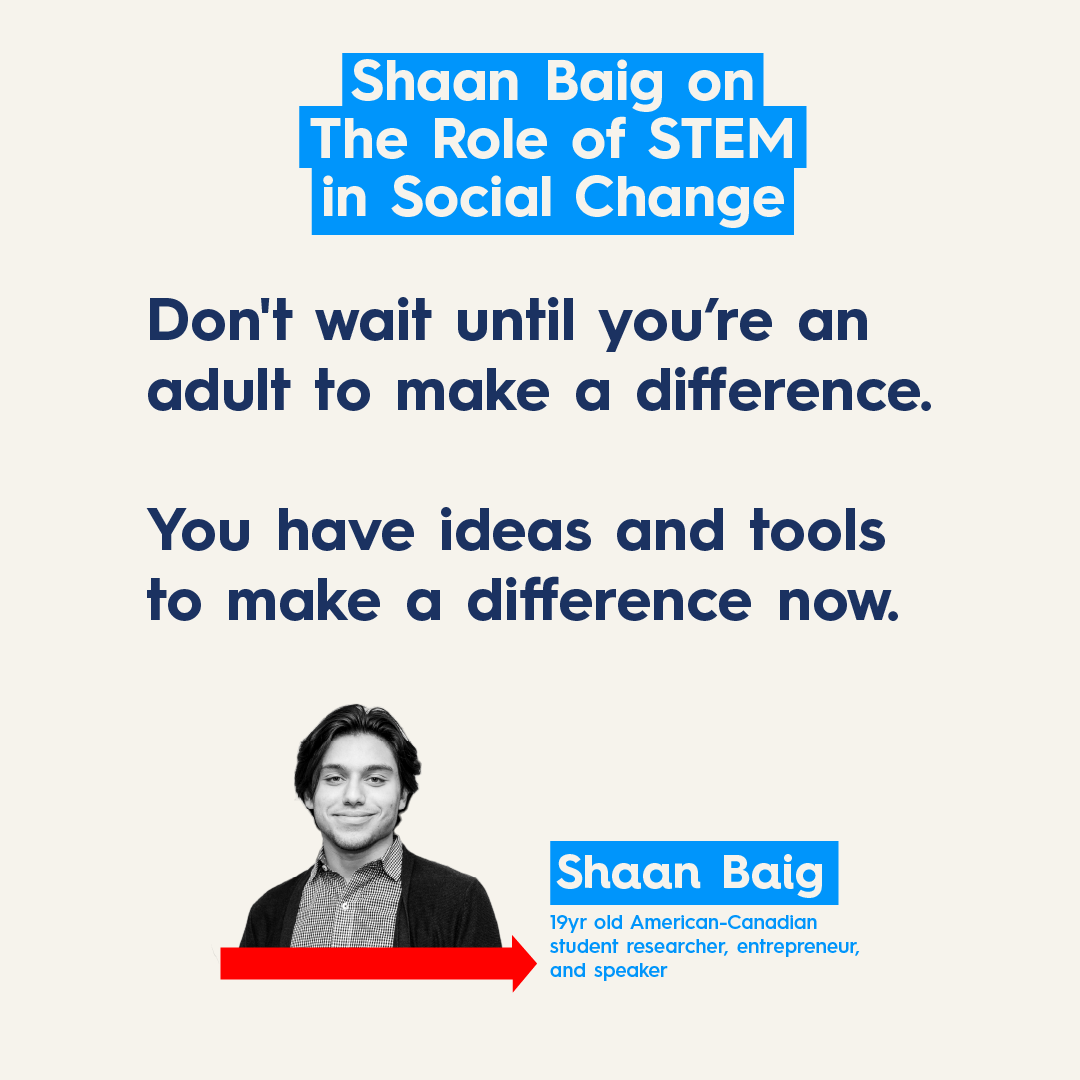 Shaan Baig on
The Role of STEM
in Social Change
Don't wait until you’re an
adult to make a difference.
You have ideas and tools
to make a difference now.
Shaan Baig
19yr old American-Canadian
student researcher, entrepreneur,
and speaker